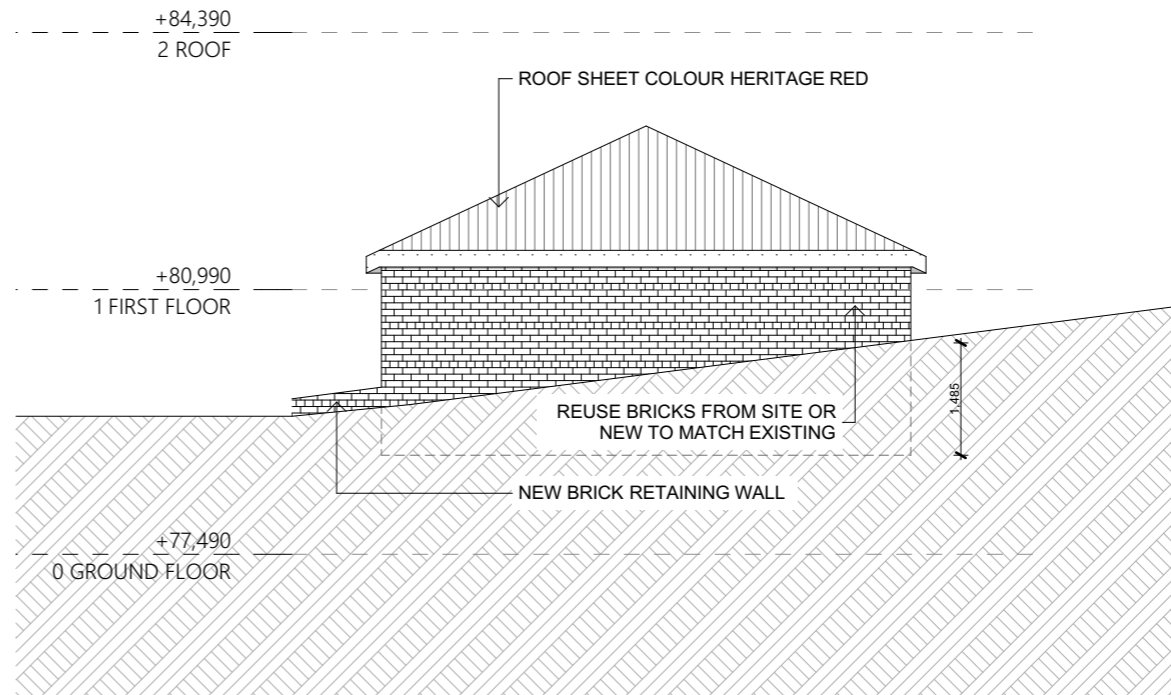 +84,390
2 ROOF
ROOF SHEET COLOUR HERITAGE RED
+80,990
1 FIRST FLOOR
1,485
REUSE BRICKS FROM SITE OR
NEW TO MATCH EXISTING
NEW BRICK RETAINING WALL
+77,490
0 GROUND FLOOR